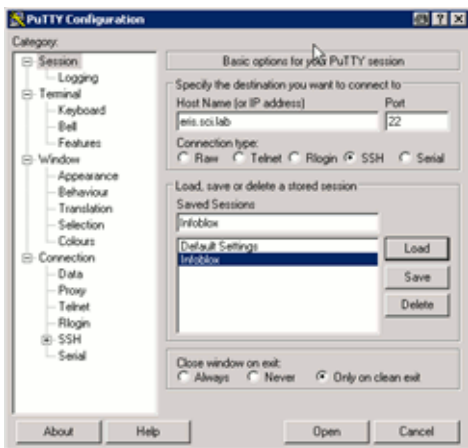 PuTTY Configuration
Category:
Session
Logging
Terminal
Keyboard
Bell
Features
Window
Appearance
Behaviour
Translation
Selection
Colours
Connection
Data
Proxy
Telnet
Rlogin
SSH
Serial
Basic options for your PuTTY session
Specify the destination you want to connect to
Host Name (or IP address) Port
eris.sci.lab 22
Connection type:
Raw Telnet Rlogin SSH Serial
Load, save or delete a stored session
Saved Sessions
Infoblox
Default Settings
Infoblox
Load
Save
Delete
Close window on exit:
Always Never Only on clean exit
About Help Open Cancel